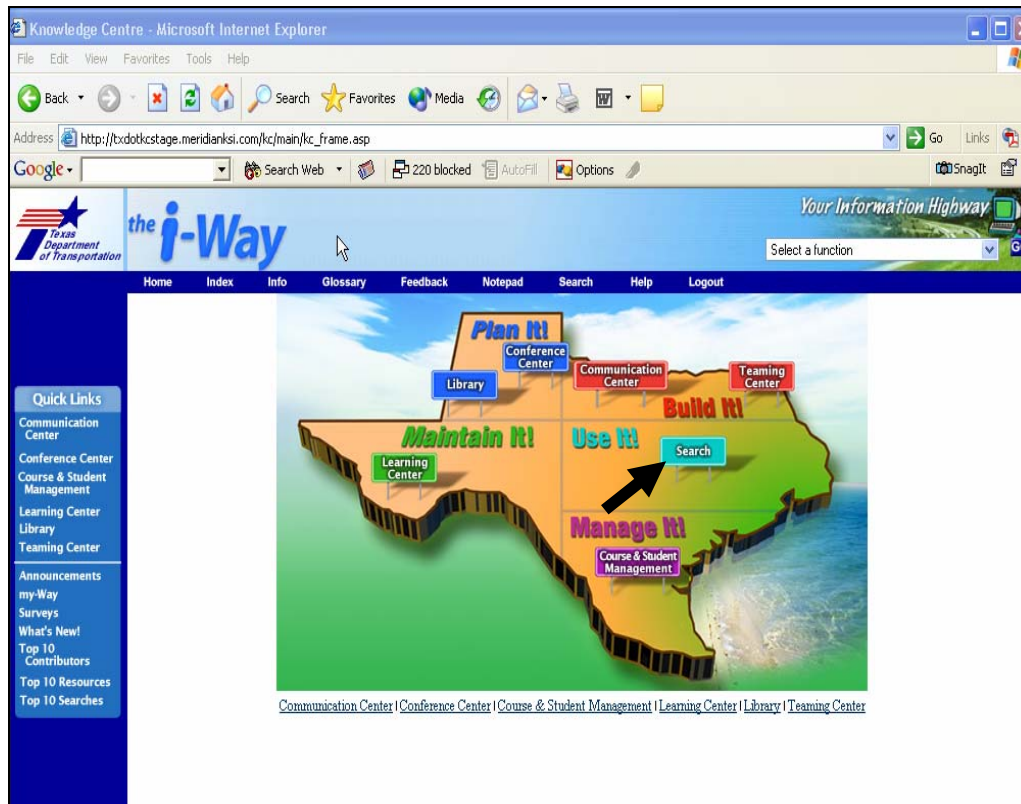 Knowledge Centre - Microsoft Internet Explorer
File Edit View Favorites Tools Help
Back Search Favorites Media
Address http://txdotkcstage.meridianksi.com/kc/main/kc_frame.asp Go Links
Google Search Web 220 blocked AutoFill Options SnagIt
Texas
Department
of Transportation
the i-Way
Your Information Highway
Select a function
Home Index Info Glossary Feedback Notepad Search Help Logout
Quick Links
Communication
Center
Conference Center
Course & Student
Management
Learning Center
Library
Teaming Center
Announcements
my-Way
Surveys
What's New!
Top 10
Contributors
Top 10 Resources
Top 10 Searches
Plan It!
Conference
Center
Library
Communication
Center
Teaming
Center
Build It!
Maintain It!
Learning
Center
Use It!
Search
Manage It!
Course & Student
Management
Communication Center | Conference Center | Course & Student Management | Learning Center | Library | Teaming Center